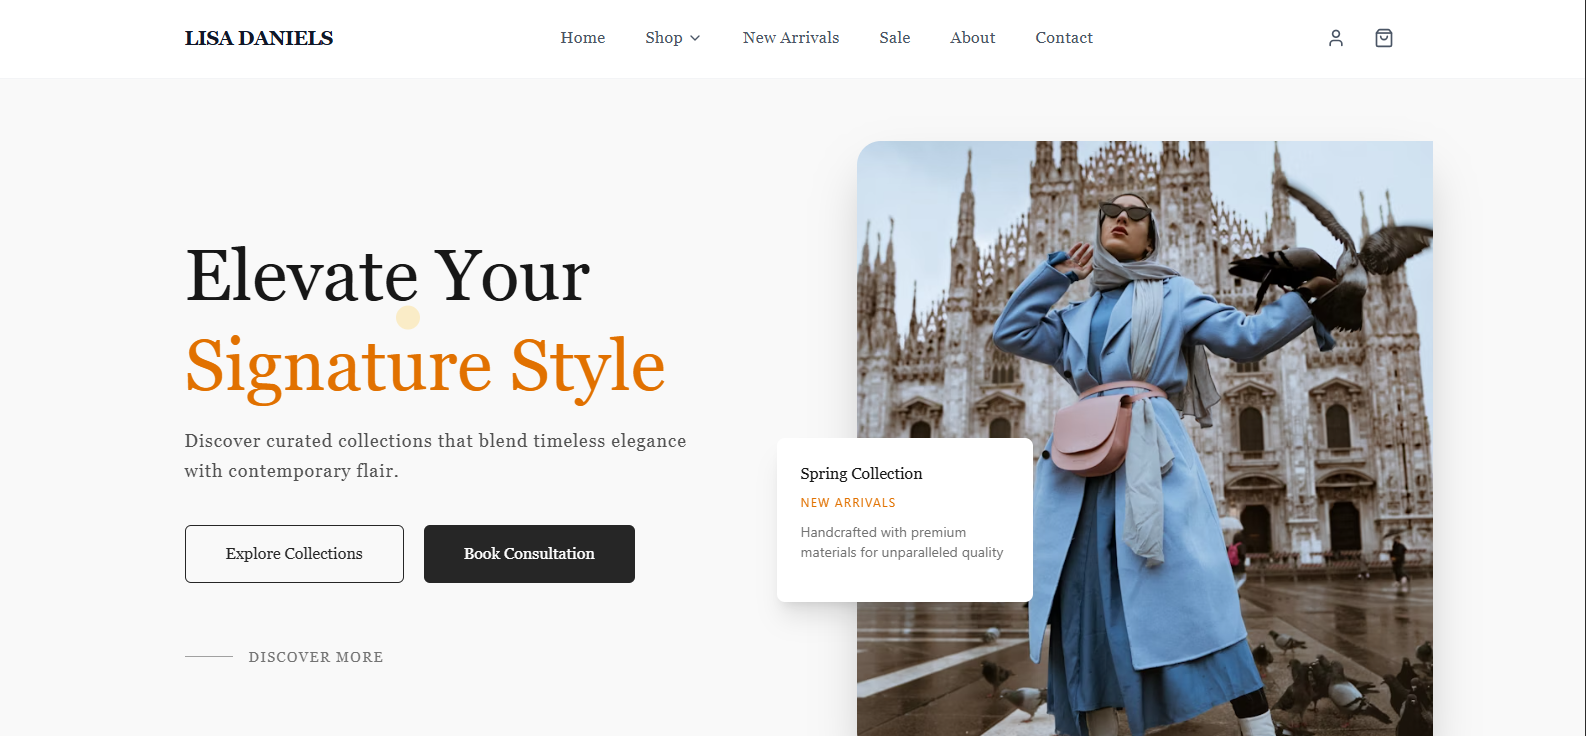 LISA DANIELS
Home
Shop
New Arrivals
Sale
About
Contact
Elevate Your
Signature Style
Discover curated collections that blend timeless elegance
with contemporary flair.
Explore Collections
Book Consultation
DISCOVER MORE
Spring Collection
NEW ARRIVALS
Handcrafted with premium
materials for unparalleled quality